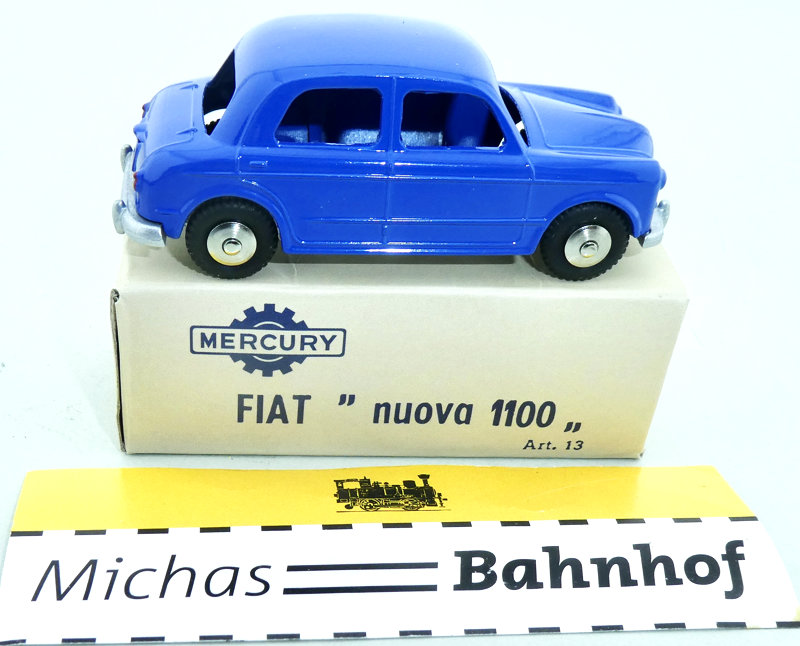 MERCURY
FIAT " nuova 1100 „
Art. 13
Michas Bahnhof